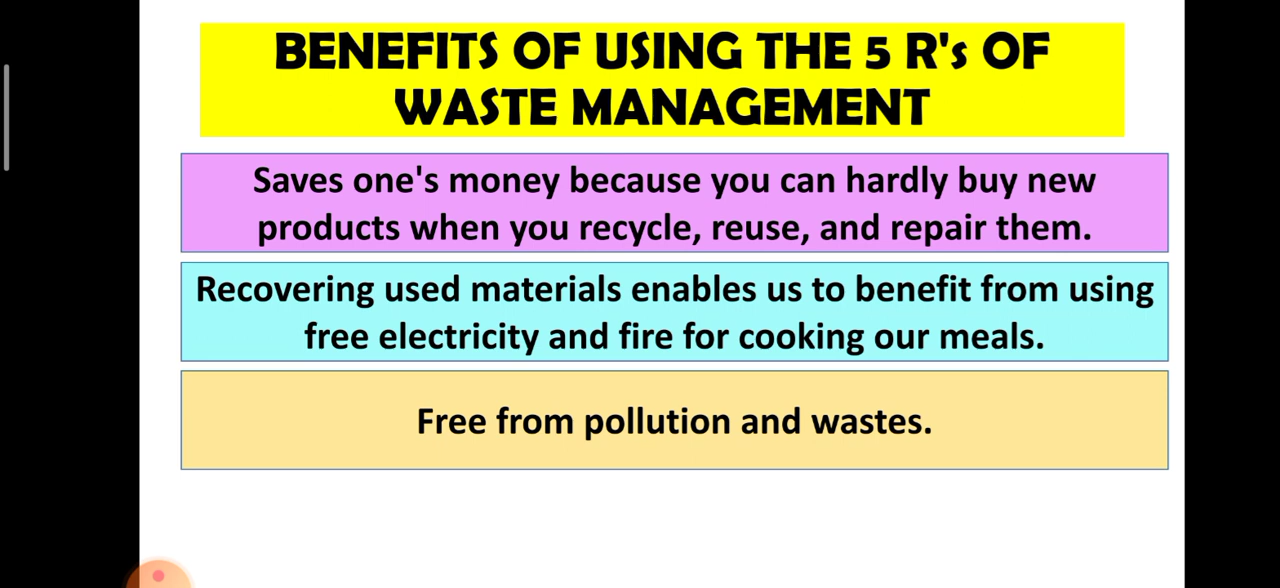 BENEFITS OF USING THE 5 R's OF
WASTE MANAGEMENT
Saves one's money because you can hardly buy new
products when you recycle, reuse, and repair them.
Recovering used materials enables us to benefit from using
free electricity and fire for cooking our meals.
Free from pollution and wastes.